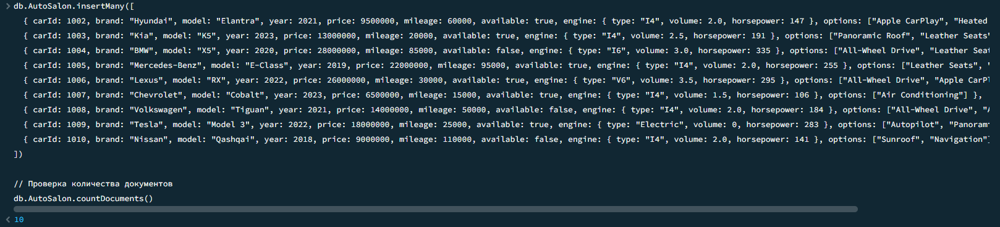 db.AutoSalon.insertMany([
{ carId: 1002, brand: "Hyundai", model: "Elantra", year: 2021, price: 9500000, mileage: 60000, available: true, engine: { type: "I4", volume: 2.0, horsepower: 147 }, options: ["Apple CarPlay", "Heated
{ carId: 1003, brand: "Kia", model: "K5", year: 2023, price: 13000000, mileage: 20000, available: true, engine: { type: "I4", volume: 2.5, horsepower: 191 }, options: ["Panoramic Roof", "Leather Seats"
{ carId: 1004, brand: "BMW", model: "X5", year: 2020, price: 28000000, mileage: 85000, available: false, engine: { type: "I6", volume: 3.0, horsepower: 335 }, options: ["All-Wheel Drive", "Leather Seat
{ carId: 1005, brand: "Mercedes-Benz", model: "E-Class", year: 2019, price: 22000000, mileage: 95000, available: true, engine: { type: "I4", volume: 2.0, horsepower: 255 }, options: ["Leather Seats", "
{ carId: 1006, brand: "Lexus", model: "RX", year: 2022, price: 26000000, mileage: 30000, available: true, engine: { type: "V6", volume: 3.5, horsepower: 295 }, options: ["All-Wheel Drive", "Apple CarPl
{ carId: 1007, brand: "Chevrolet", model: "Cobalt", year: 2023, price: 6500000, mileage: 15000, available: true, engine: { type: "I4", volume: 1.5, horsepower: 106 }, options: ["Air Conditioning"] },
{ carId: 1008, brand: "Volkswagen", model: "Tiguan", year: 2021, price: 14000000, mileage: 50000, available: false, engine: { type: "I4", volume: 2.0, horsepower: 184 }, options: ["All-Wheel Drive", "A
{ carId: 1009, brand: "Tesla", model: "Model 3", year: 2022, price: 18000000, mileage: 25000, available: true, engine: { type: "Electric", volume: 0, horsepower: 283 }, options: ["Autopilot", "Panoram
{ carId: 1010, brand: "Nissan", model: "Qashqai", year: 2018, price: 9000000, mileage: 110000, available: false, engine: { type: "I4", volume: 2.0, horsepower: 141 }, options: ["Sunroof", "Navigation"]
])
// Проверка количества документов
db.AutoSalon.countDocuments()
10